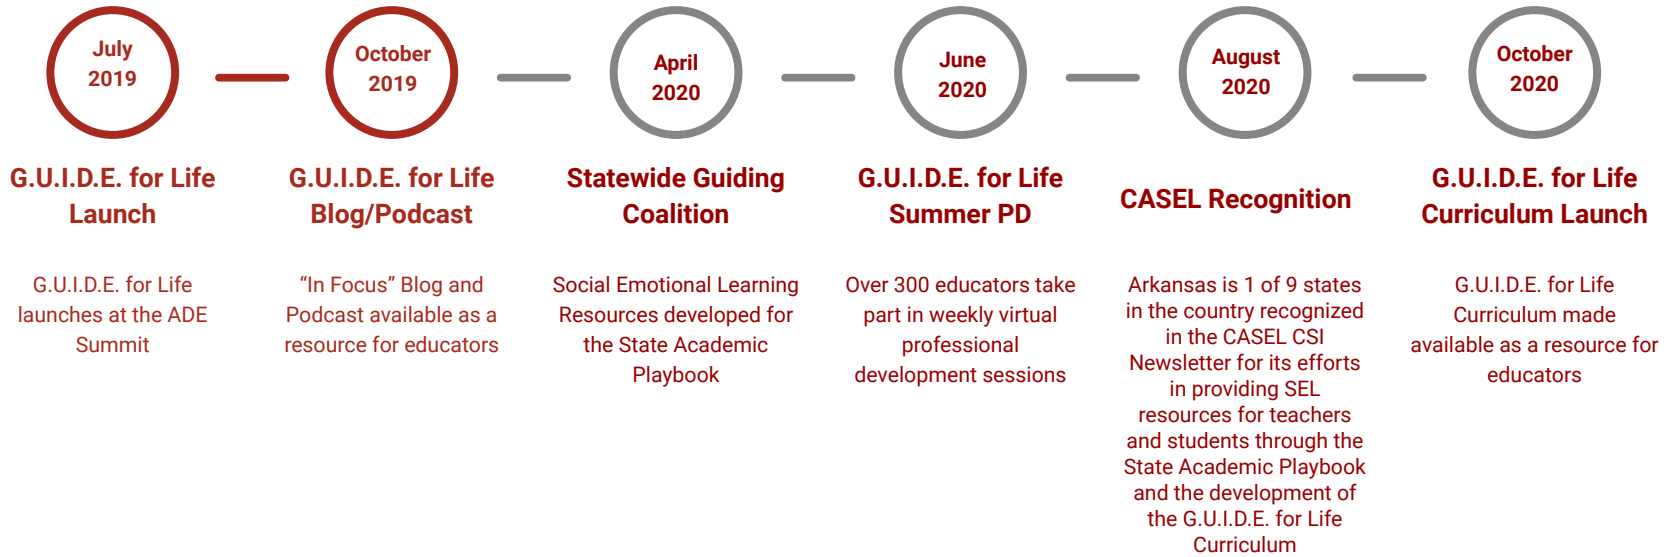 July
2019
G.U.I.D.E. for Life
Launch
G.U.I.D.E. for Life
launches at the ADE
Summit
October
2019
G.U.I.D.E. for Life
Blog/Podcast
“In Focus” Blog and
Podcast available as a
resource for educators
April
2020
Statewide Guiding
Coalition
Social Emotional Learning
Resources developed for
the State Academic
Playbook
June
2020
G.U.I.D.E. for Life
Summer PD
Over 300 educators take
part in weekly virtual
professional
development sessions
August
2020
CASEL Recognition
Arkansas is 1 of 9 states
in the country recognized
in the CASEL CSI
Newsletter for its efforts
in providing SEL
resources for teachers
and students through the
State Academic Playbook
and the development of
the G.U.I.D.E. for Life
Curriculum
October
2020
G.U.I.D.E. for Life
Curriculum Launch
G.U.I.D.E. for Life
Curriculum made
available as a resource for
educators